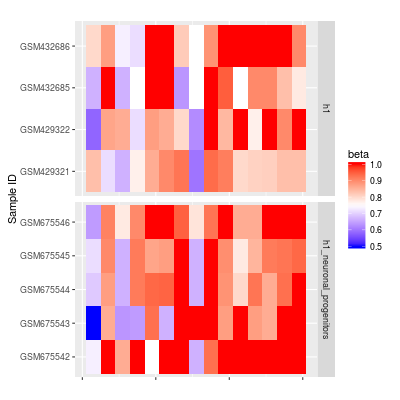 GSM432686
GSM432685
GSM429322
GSM429321
h1
GSM675546
GSM675545
GSM675544
GSM675543
GSM675542
h1_neuronal_progenitors
Sample ID
beta
1.0
0.9
0.8
0.7
0.6
0.5